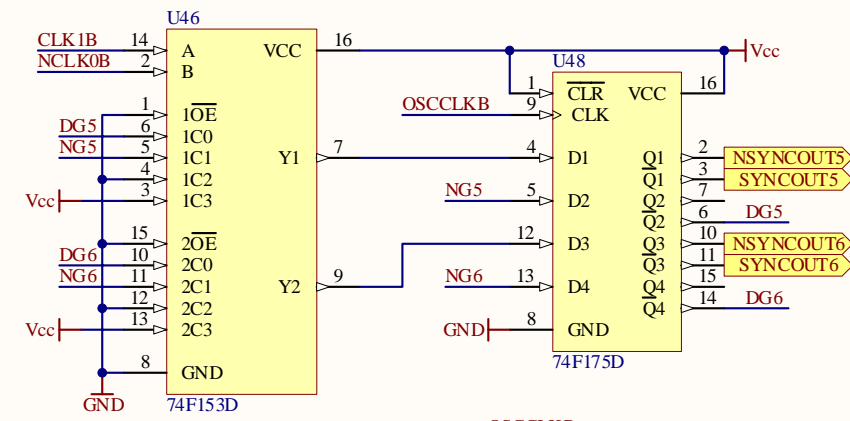 U46
CLK1B 14 A VCC 16 Vcc
NCLK0B 2 B U48
1 CLR VCC 16
OSCCLKB 9 CLK
1 1OE
DG5 6 1C0
NG5 5 1C1 Y1 7 4 D1 Q1 2 NSYNCOUT5
4 1C2 Q1 3 SYNCOUT5
Vcc 3 1C3 NG5 5 D2 Q2 7
Q2 6 DG5
15 2OE 12 D3 Q3 10 NSYNCOUT6
DG6 10 2C0 Q3 11 SYNCOUT6
NG6 11 2C1 Y2 9 NG6 13 D4 Q4 15
12 2C2 Q4 14 DG6
Vcc 13 2C3 GND 8 GND
74F175D
8 GND
GND 74F153D